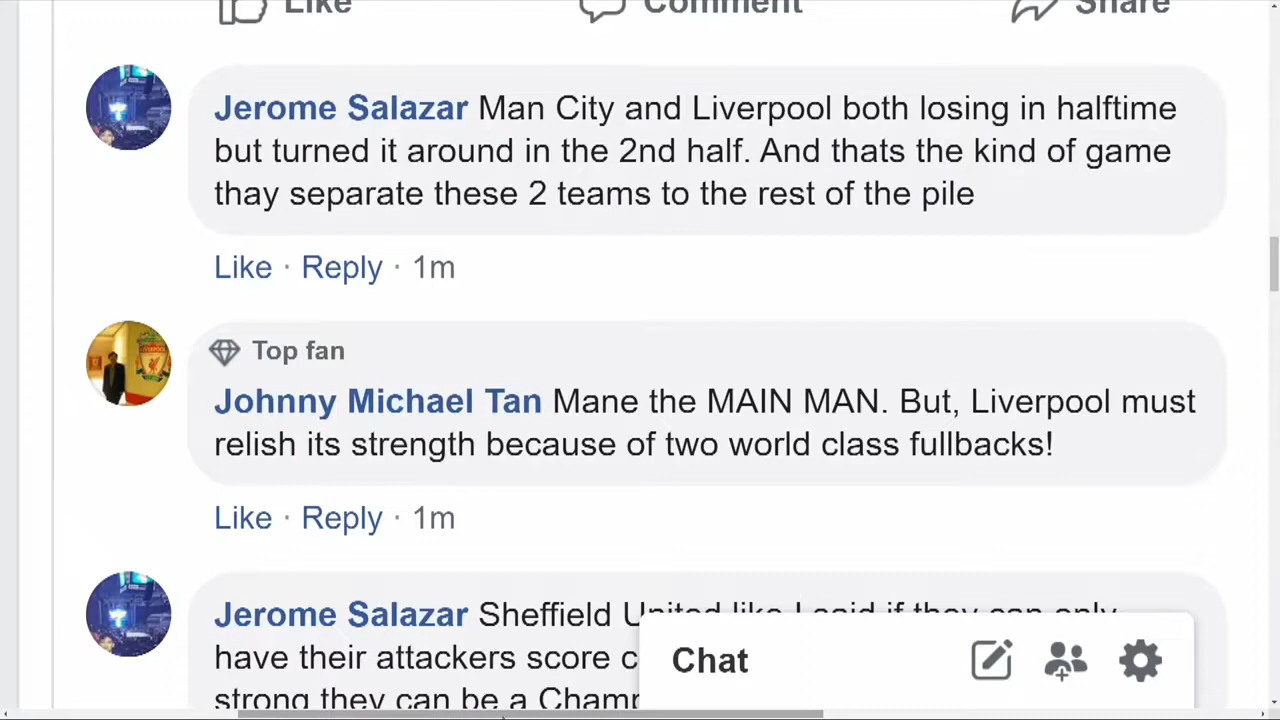 Like Comment Share
Jerome Salazar Man City and Liverpool both losing in halftime
but turned it around in the 2nd half. And thats the kind of game
thay separate these 2 teams to the rest of the pile
Like · Reply · 1m
Top fan
Johnny Michael Tan Mane the MAIN MAN. But, Liverpool must
relish its strength because of two world class fullbacks!
Like · Reply · 1m
Jerome Salazar Sheffield United like I said if they can only
have their attackers score
strong they can be a
Chat